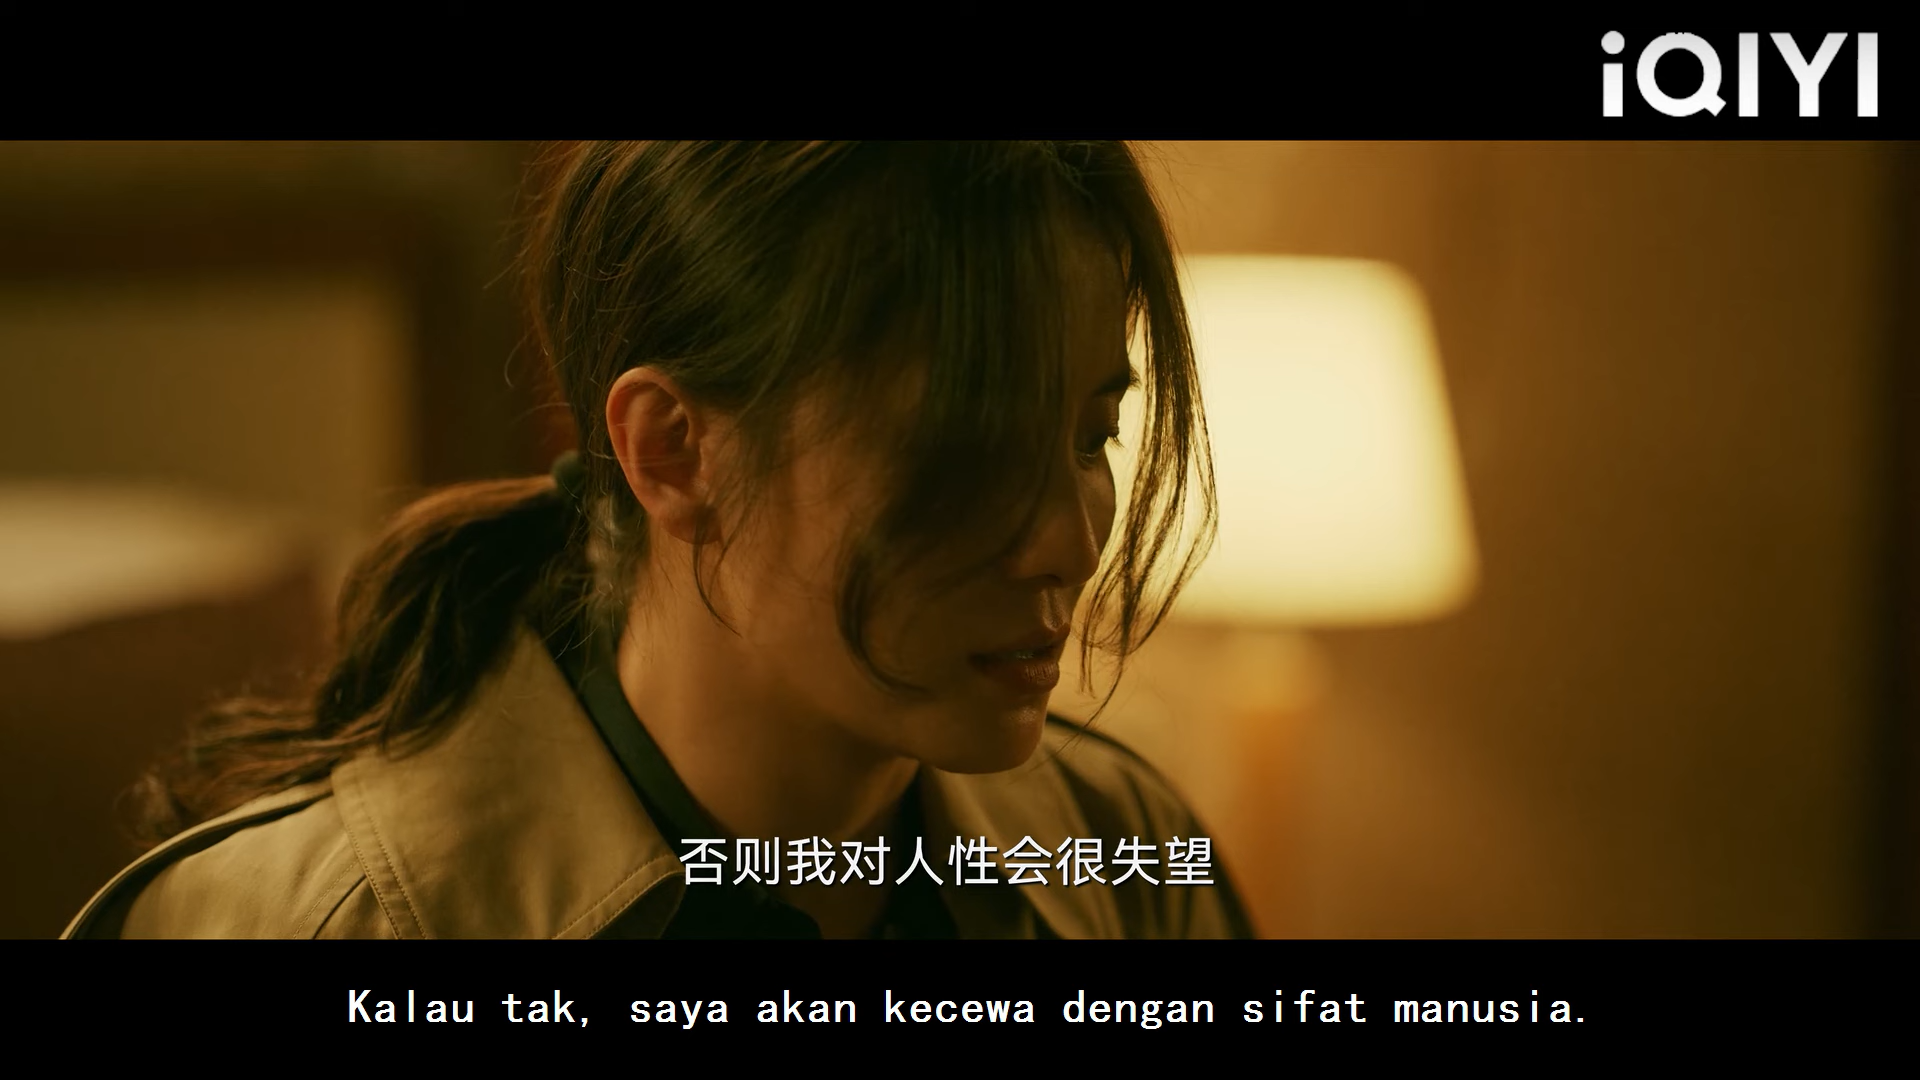 iQIYI
否则我对人性会很失望
Kalau tak, saya akan kecewa dengan sifat manusia.